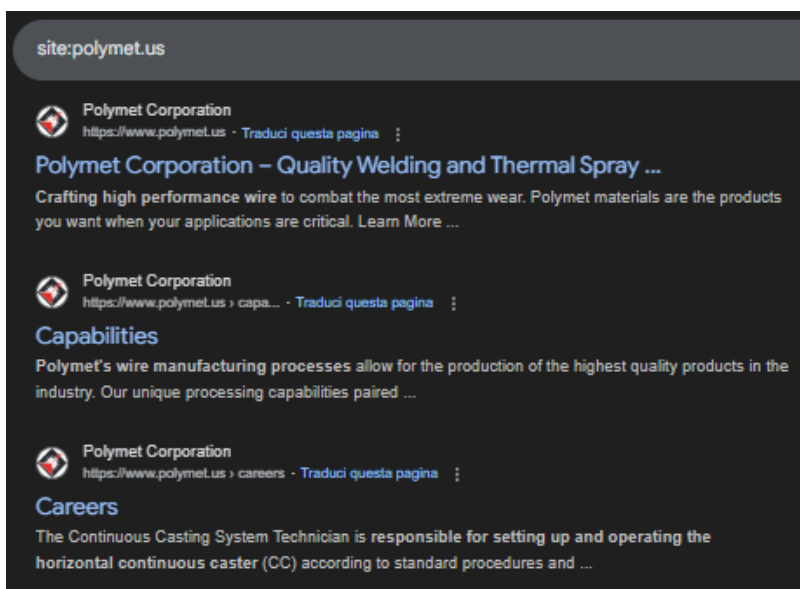 site:polymet.us
Polymet Corporation
https://www.polymet.us - Traduci questa pagina
Polymet Corporation – Quality Welding and Thermal Spray ...
Crafting high performance wire to combat the most extreme wear. Polymet materials are the products
you want when your applications are critical. Learn More ...
Polymet Corporation
https://www.polymet.us › capa... - Traduci questa pagina
Capabilities
Polymet's wire manufacturing processes allow for the production of the highest quality products in the
industry. Our unique processing capabilities paired ...
Polymet Corporation
https://www.polymet.us › careers - Traduci questa pagina
Careers
The Continuous Casting System Technician is responsible for setting up and operating the
horizontal continuous caster (CC) according to standard procedures and ...